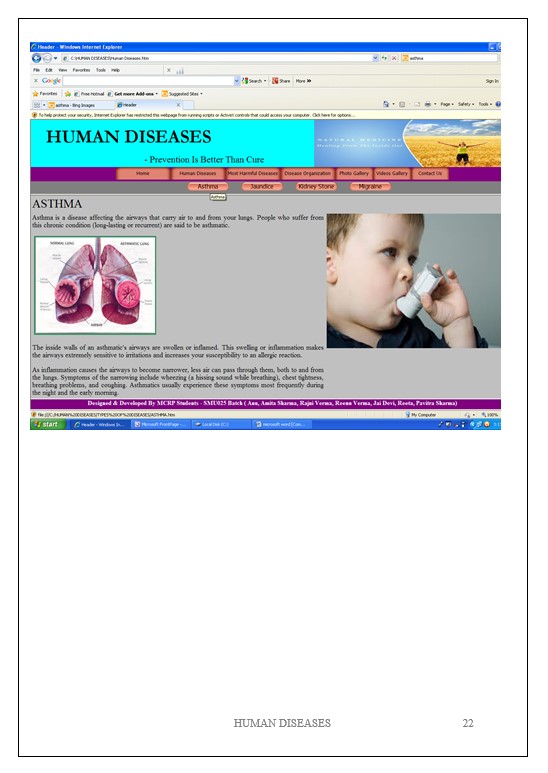 Header - Windows Internet Explorer
C:\HUMAN DISEASES\Human Diseases.htm
asthma
File Edit View Favorites Tools Help
Google
Search
Share
More »
Sign In
Favorites
Free Hotmail
Get more Add-ons
Suggested Sites
asthma - Bing Images
Header
Page
Safety
Tools
To help protect your security, Internet Explorer has restricted this webpage from running scripts or ActiveX controls that could access your computer. Click here for options...
HUMAN DISEASES
NATURAL MEDICINE
Healing From The Inside Out
- Prevention Is Better Than Cure
Home
Human Diseases
Most Harmful Diseases
Disease Organization
Photo Gallery
Videos Gallery
Contact Us
Asthma
Jaundice
Kidney Stone
Migraine
Asthma
ASTHMA
Asthma is a disease affecting the airways that carry air to and from your lungs. People who suffer from
this chronic condition (long-lasting or recurrent) are said to be asthmatic.
NORMAL LUNG
ASTHMATIC LUNG
The inside walls of an asthmatic's airways are swollen or inflamed. This swelling or inflammation makes
the airways extremely sensitive to irritations and increases your susceptibility to an allergic reaction.
As inflammation causes the airways to become narrower, less air can pass through them, both to and from
the lungs. Symptoms of the narrowing include wheezing (a hissing sound while breathing), chest tightness,
breathing problems, and coughing. Asthmatics usually experience these symptoms most frequently during
the night and the early morning.
Designed & Developed By MCRP Students - SMU025 Batch ( Anu, Amita Sharma, Rajni Verma, Reenu Verma, Jai Devi, Reeta, Pavitra Sharma)
file:///C:/HUMAN%20DISEASES/TYPES%20OF%20DISEASES/ASTHMA.htm
My Computer
100%
start
Header - Windows In...
Microsoft FrontPage -...
Local Disk (C:)
microsoft word [Com...
HUMAN DISEASES
22